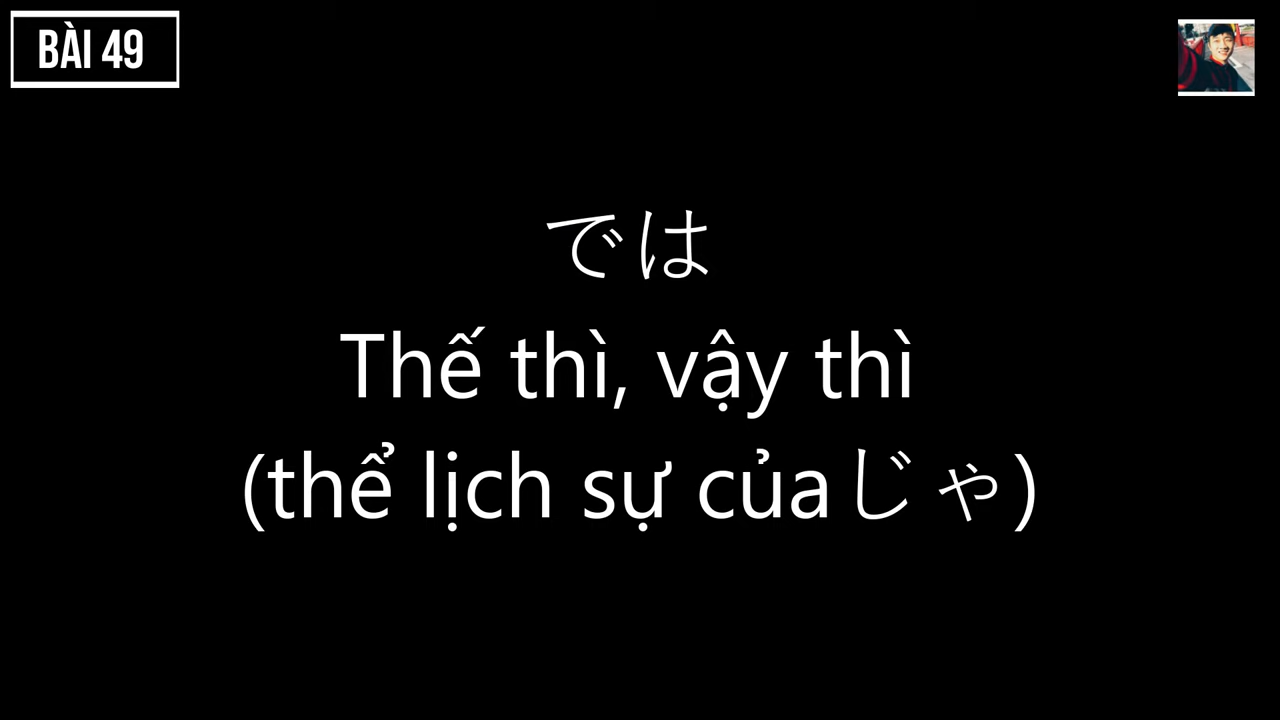 BÀI 49
では
Thế thì, vậy thì
(thể lịch sự củaじゃ)